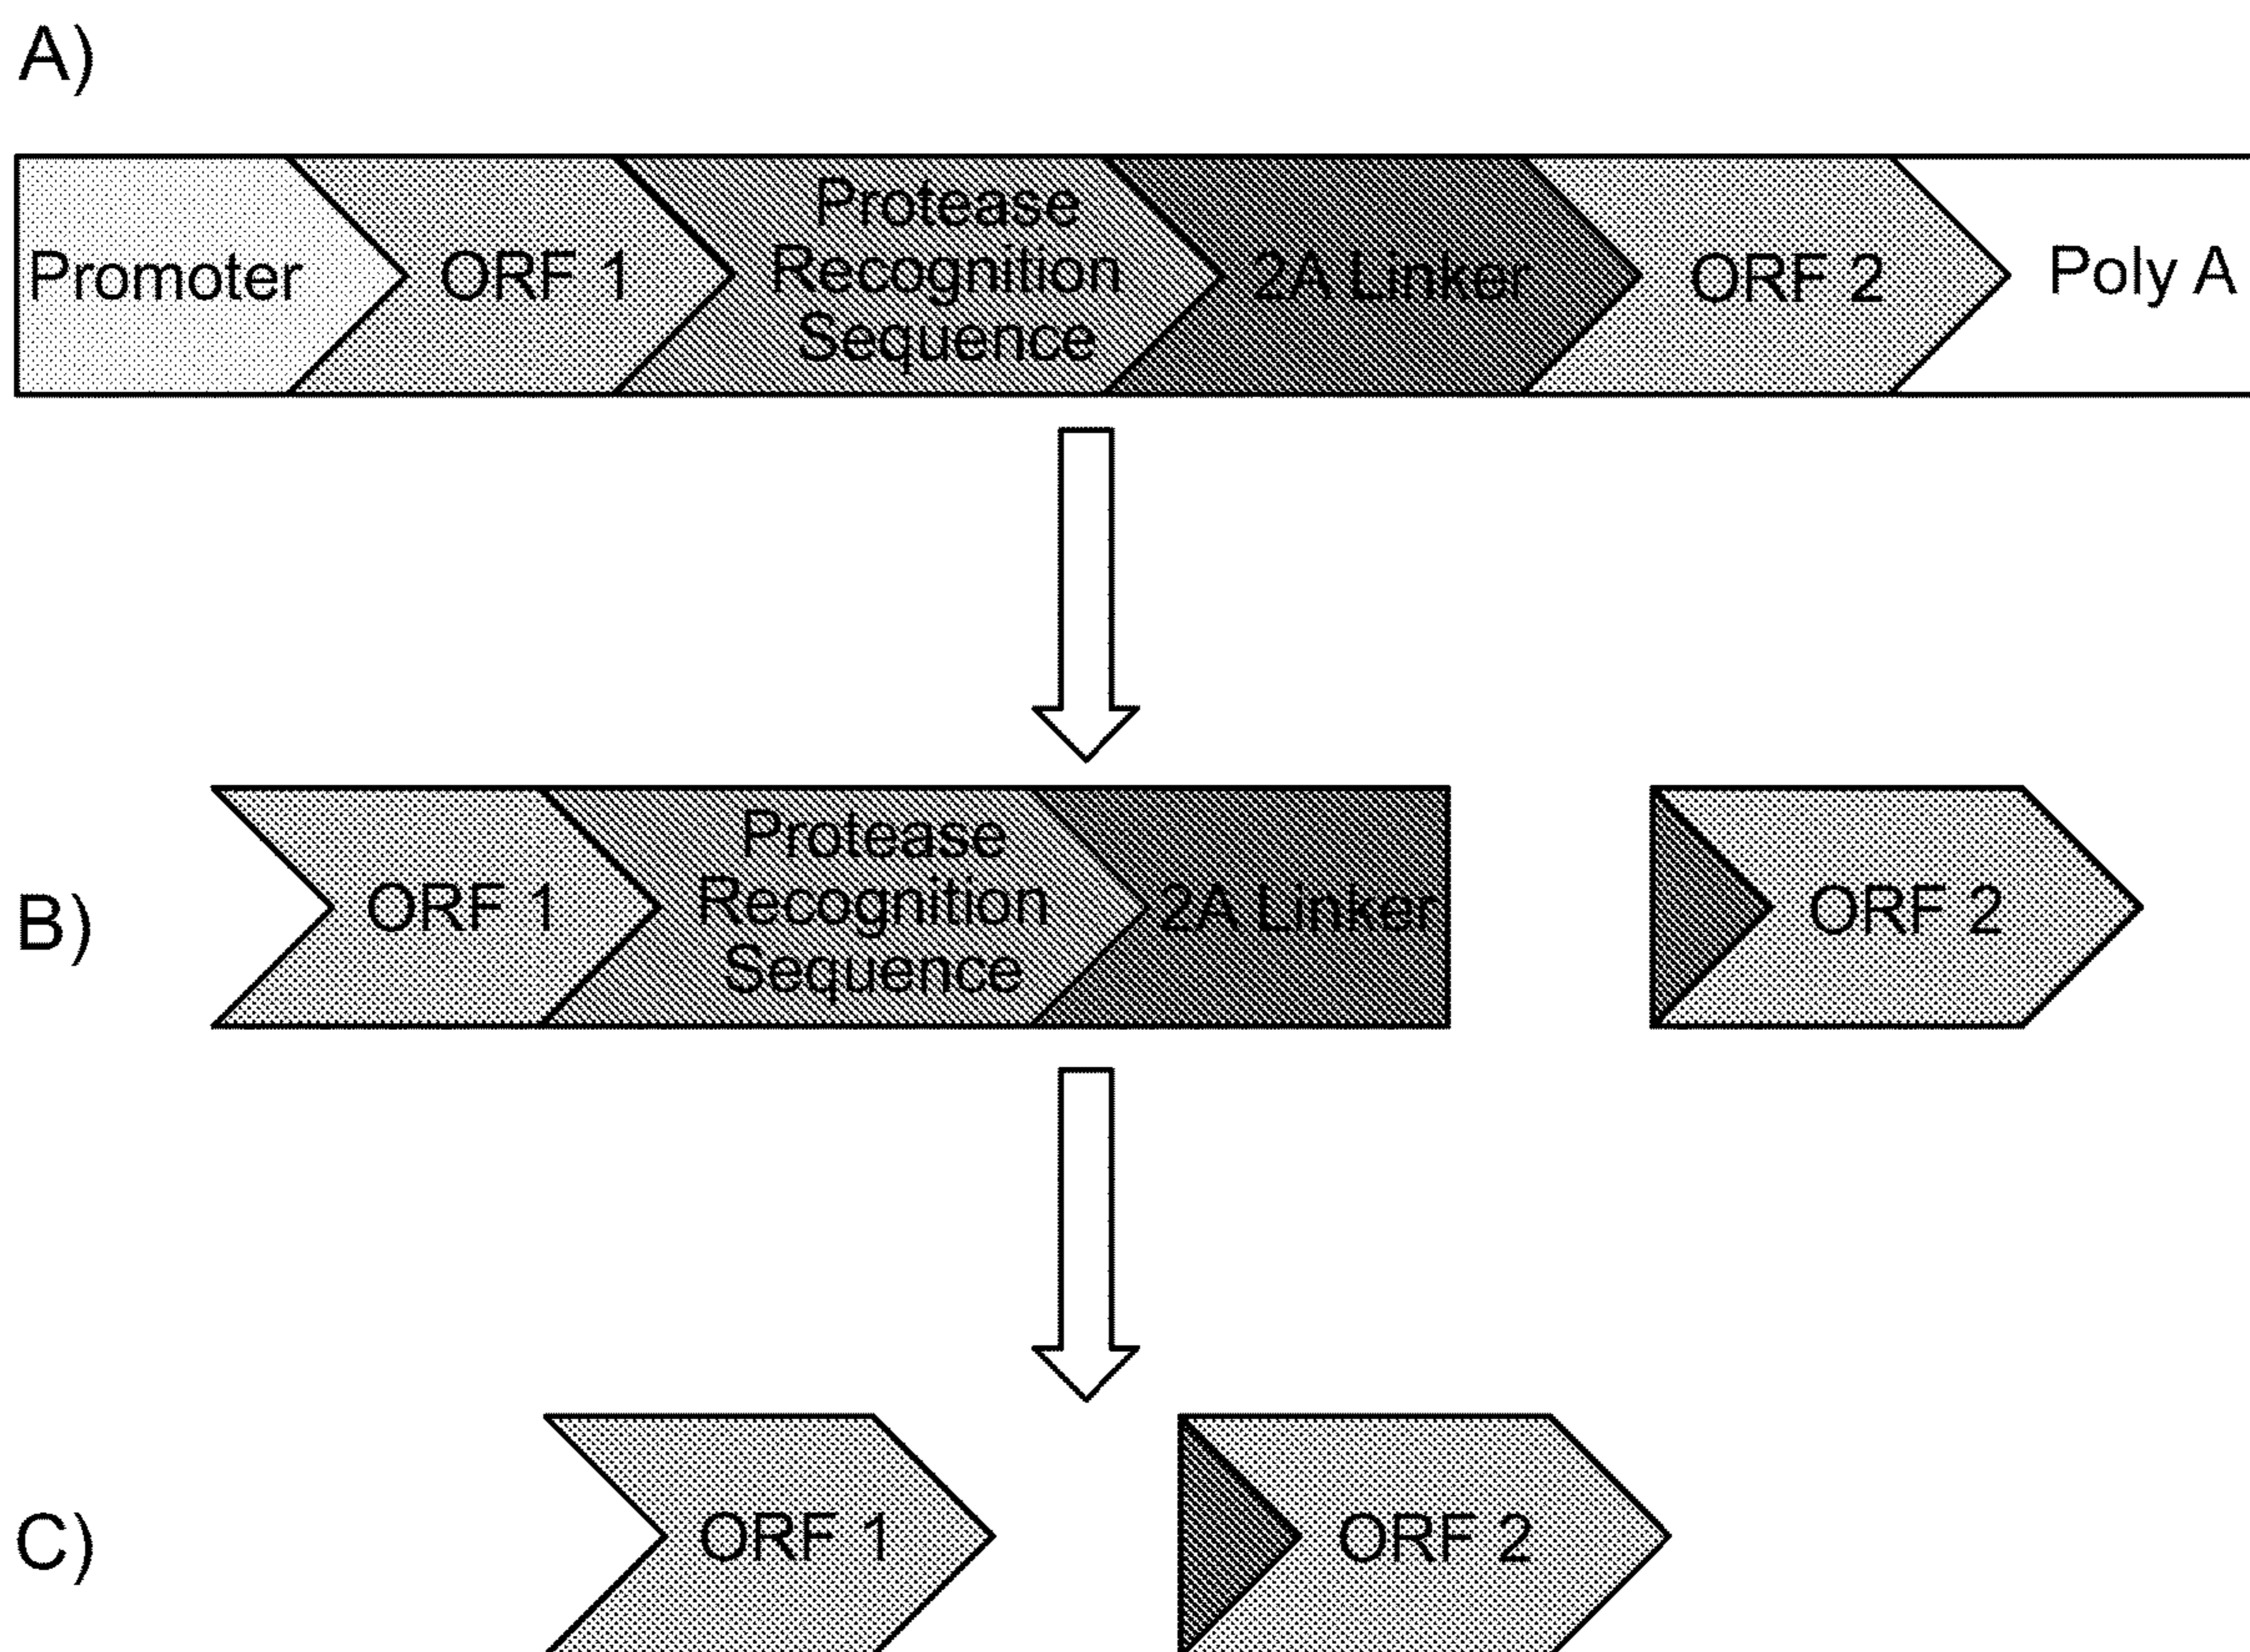 A)
Promoter
ORF 1
Protease
Recognition
Sequence
2A Linker
ORF 2
Poly A
B)
ORF 1
Protease
Recognition
Sequence
2A Linker
ORF 2
C)
ORF 1
ORF 2